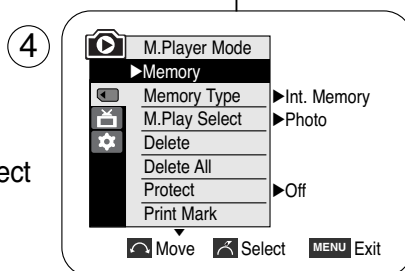 4
M.Player Mode
▶Memory
Memory Type ▶Int. Memory
M.Play Select ▶Photo
Delete
ect
Delete All
Protect ▶Off
Print Mark
Move Select MENU Exit